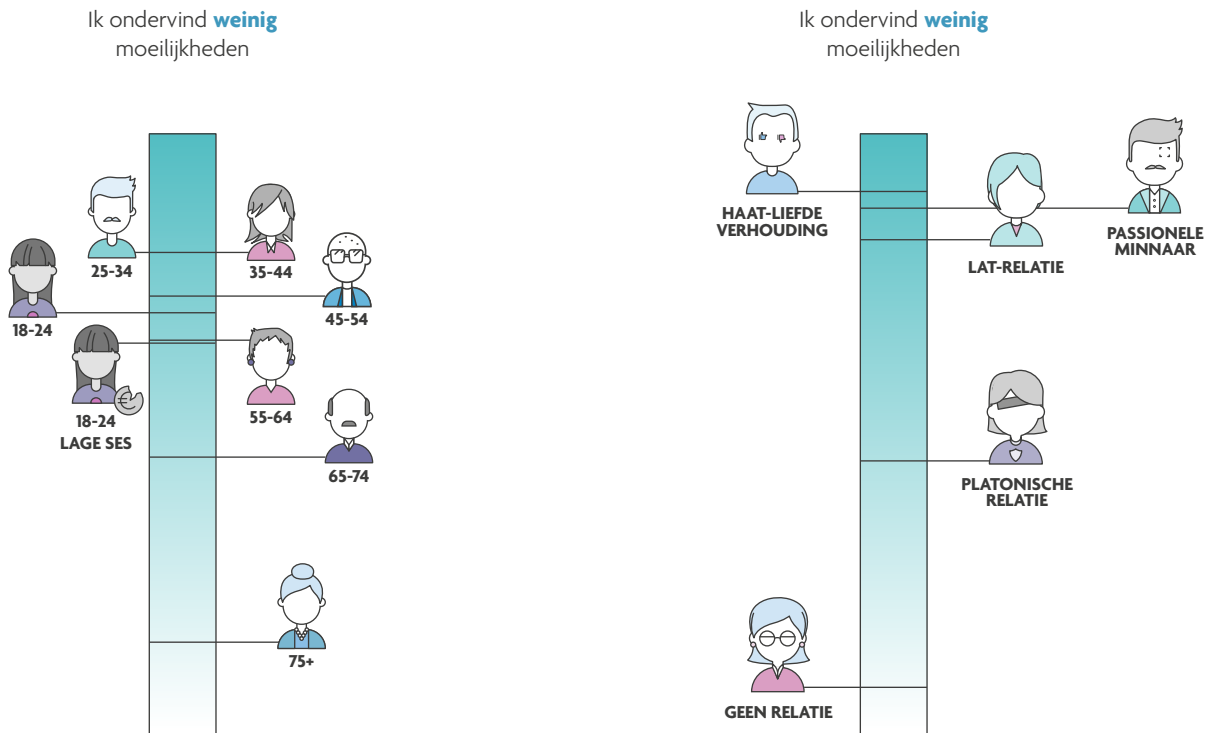 Ik ondervind weinig
moeilijkheden
25-34
35-44
18-24
45-54
18-24
LAGE SES
55-64
65-74
75+
Ik ondervind weinig
moeilijkheden
HAAT-LIEFDE
VERHOUDING
PASSIONELE
MINNAAR
LAT-RELATIE
PLATONISCHE
RELATIE
GEEN RELATIE